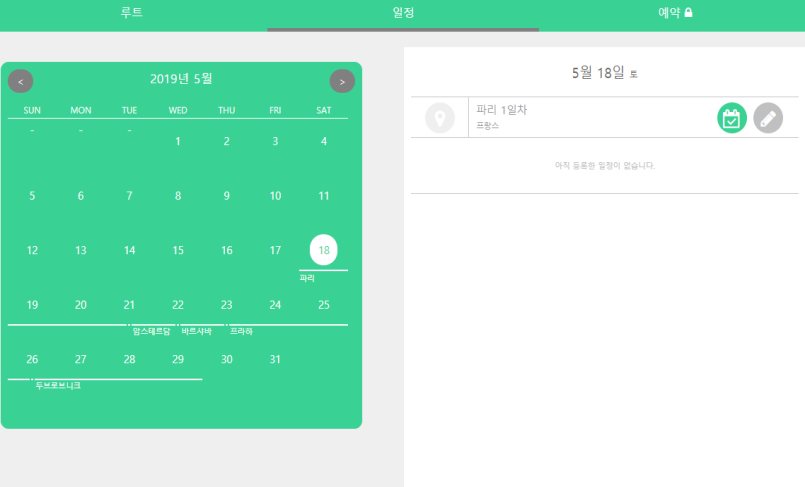 루트
일정
예약
< 2019년 5월 >
SUN MON TUE WED THU FRI SAT
- - - 1 2 3 4
5 6 7 8 9 10 11
12 13 14 15 16 17 18
파리
19 20 21 22 23 24 25
암스테르담 바르샤바 프라하
26 27 28 29 30 31
두브로브니크
5월 18일 토
파리 1일차
프랑스
아직 등록한 일정이 없습니다.